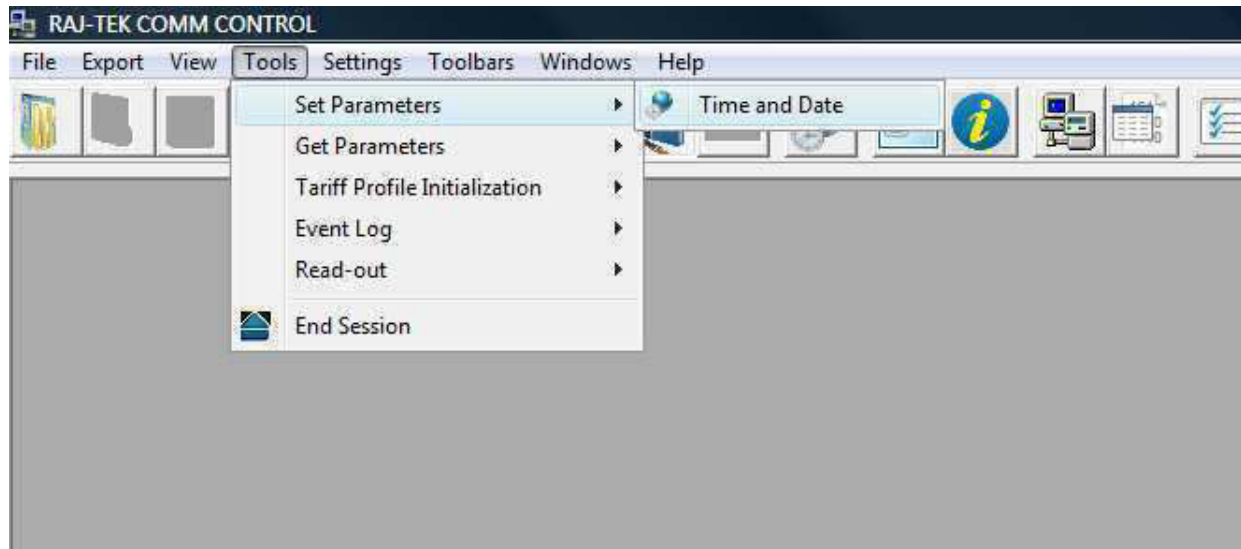 RAJ-TEK COMM CONTROL
File Export View Tools Settings Toolbars Windows Help
Set Parameters
Time and Date
Get Parameters
Tariff Profile Initialization
Event Log
Read-out
End Session